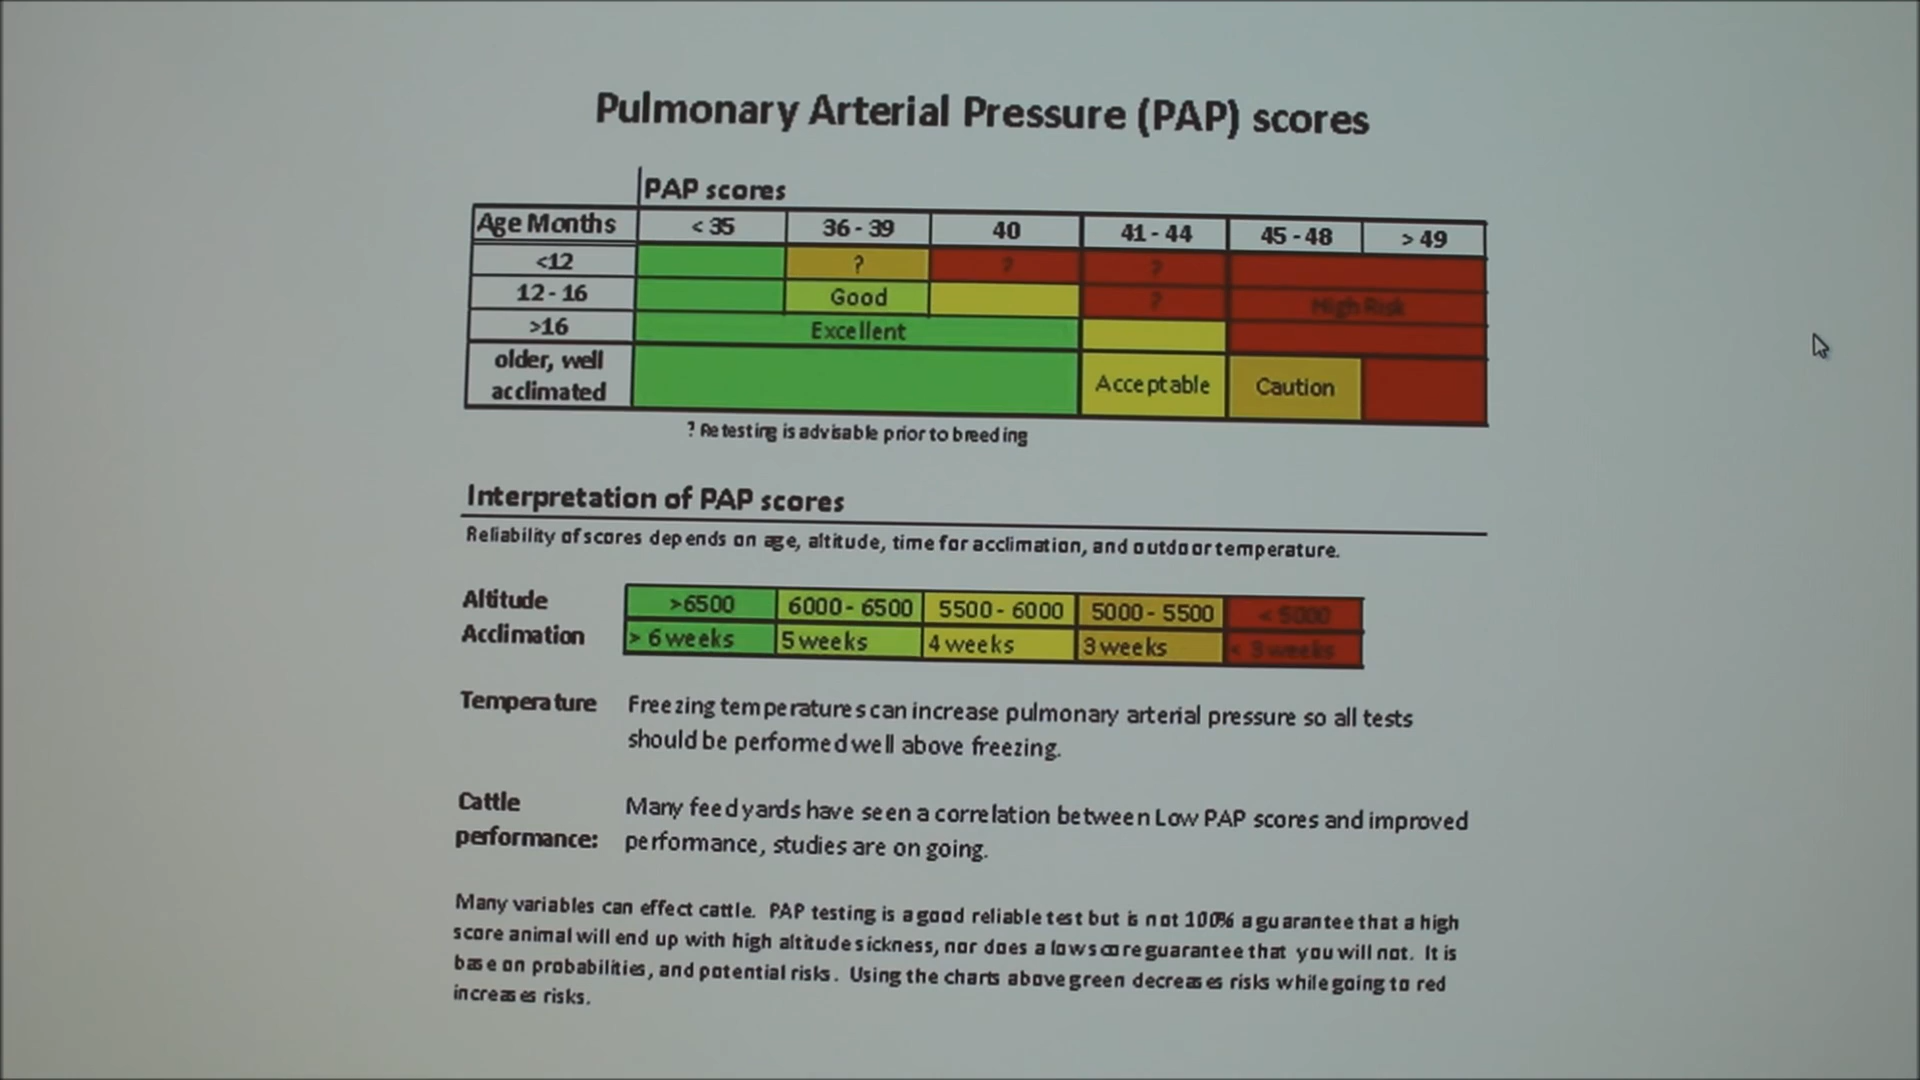 Pulmonary Arterial Pressure (PAP) scores
PAP scores
Age Months < 35 36 - 39 40 41 - 44 45 - 48 > 49
<12 ? ? ?
12 - 16 Good ? High Risk
>16 Excellent
older, well
acclimated Acceptable Caution
? Retesting is advisable prior to breeding
Interpretation of PAP scores
Reliability of scores depends on age, altitude, time for acclimation, and outdoor temperature.
Altitude >6500 6000 - 6500 5500 - 6000 5000 - 5500 < 5000
Acclimation > 6 weeks 5 weeks 4 weeks 3 weeks < 3 weeks
Temperature Freezing temperatures can increase pulmonary arterial pressure so all tests
should be performed well above freezing.
Cattle Many feed yards have seen a correlation between Low PAP scores and improved
performance: performance, studies are on going.
Many variables can effect cattle. PAP testing is a good reliable test but is not 100% a guarantee that a high
score animal will end up with high altitude sickness, nor does a low score guarantee that you will not. It is
base on probabilities, and potential risks. Using the charts above green decreases risks while going to red
increases risks.